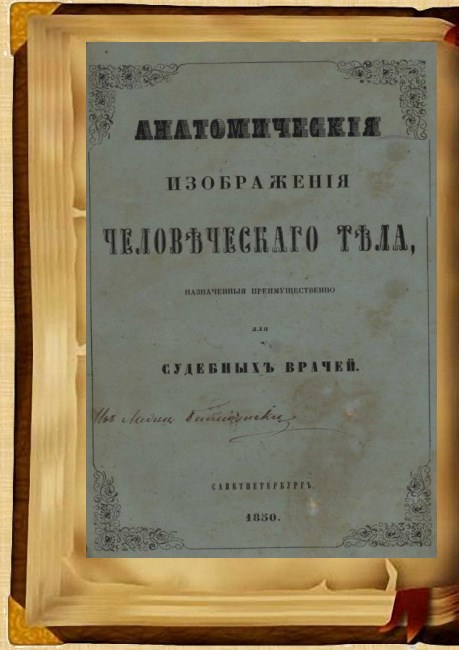 АНАТОМИЧЕСКІЯ
ИЗОБРАЖЕНІЯ
ЧЕЛОВѢЧЕСКАГО ТѢЛА,
НАЗНАЧЕННЫЯ ПРЕИМУЩЕСТВЕННО
ДЛЯ
СУДЕБНЫХЪ ВРАЧЕЙ.
САНКТПЕТЕРБУРГЪ.
1850.